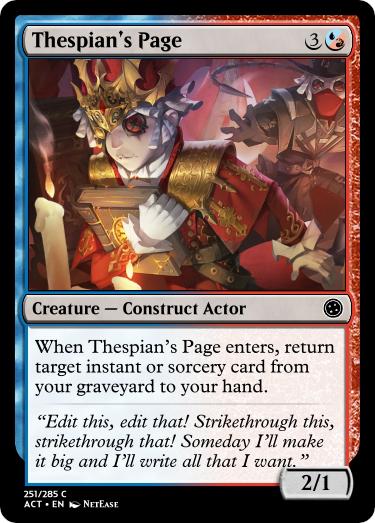 Thespian's Page 3
Creature — Construct Actor
When Thespian's Page enters, return
target instant or sorcery card from
your graveyard to your hand.
“Edit this, edit that! Strikethrough this,
strikethrough that! Someday I'll make
it big and I'll write all that I want.”
2/1
251/285 C
ACT • EN NetEase